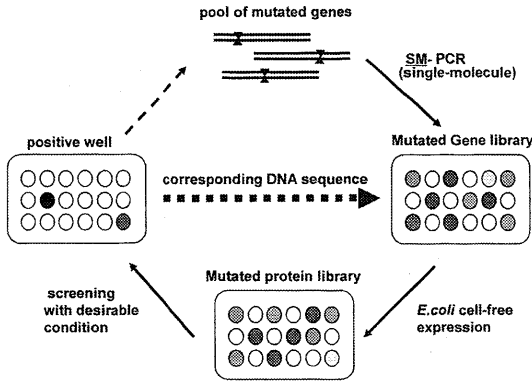 pool of mutated genes
SM- PCR
(single-molecule)
positive well
Mutated Gene library
corresponding DNA sequence
Mutated protein library
screening
with desirable
condition
E.coli cell-free
expression